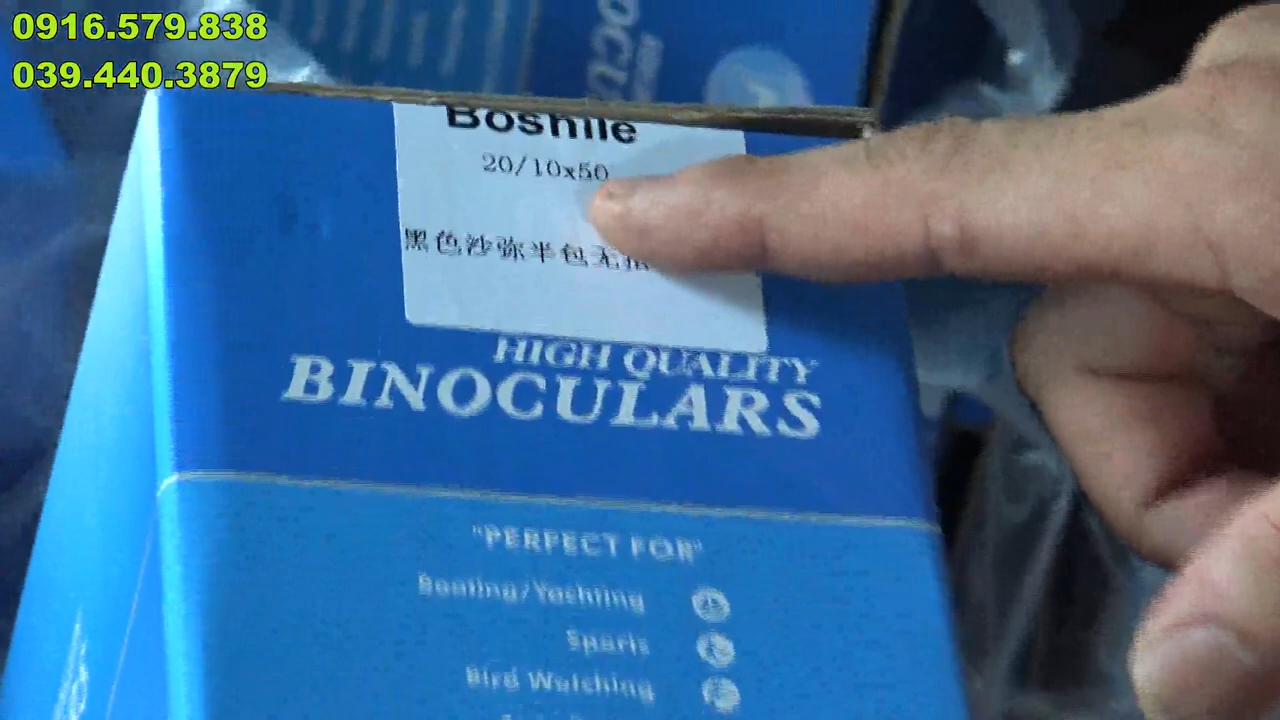 0916.579.838
039.440.3879
Boshile
20/10x50
黑色沙弥半包无
HIGH QUALITY
BINOCULARS
"PERFECT FOR"
Boating/Yachting
Sports
Bird Watching